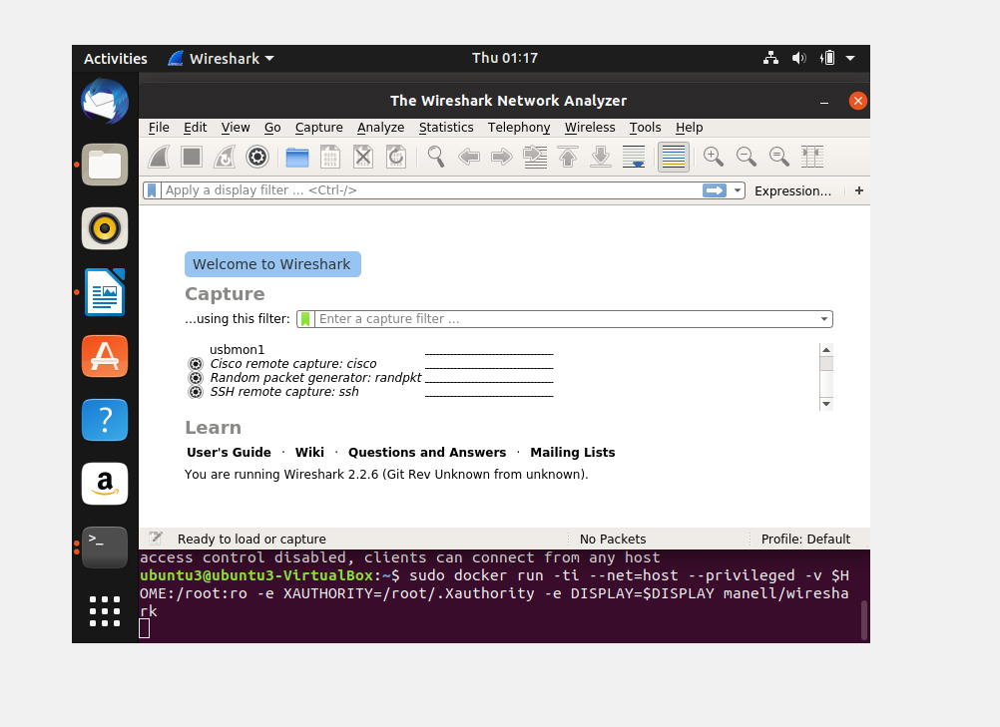 Activities Wireshark Thu 01:17
The Wireshark Network Analyzer
File Edit View Go Capture Analyze Statistics Telephony Wireless Tools Help
Apply a display filter ... <Ctrl-/> Expression... +
Welcome to Wireshark
Capture
...using this filter: Enter a capture filter ...
usbmon1
Cisco remote capture: cisco
Random packet generator: randpkt
SSH remote capture: ssh
Learn
User's Guide · Wiki · Questions and Answers · Mailing Lists
You are running Wireshark 2.2.6 (Git Rev Unknown from unknown).
Ready to load or capture No Packets Profile: Default
access control disabled, clients can connect from any host
ubuntu3@ubuntu3-VirtualBox:~$ sudo docker run -ti --net=host --privileged -v $H
OME:/root:ro -e XAUTHORITY=/root/.Xauthority -e DISPLAY=$DISPLAY manell/wiresha
rk